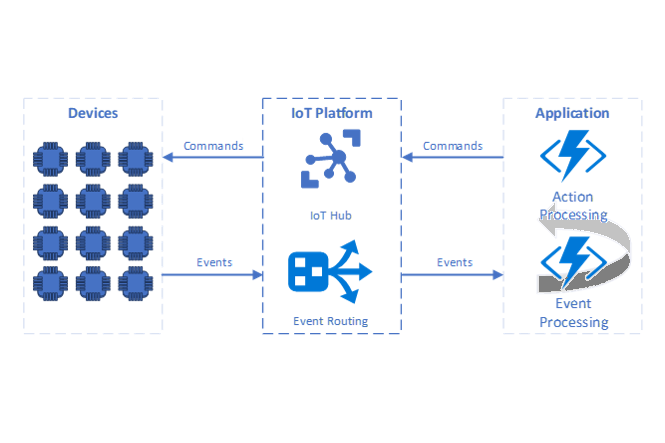 Devices
IoT Platform
Application
Commands
Commands
IoT Hub
Action
Processing
Events
Events
Event Routing
Event
Processing